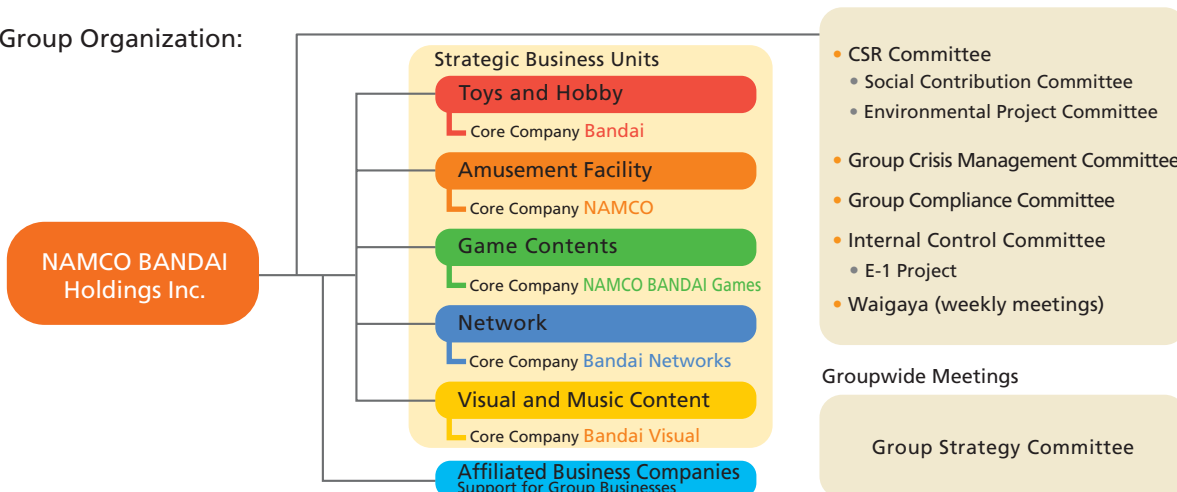 Group Organization:
NAMCO BANDAI
Holdings Inc.
Strategic Business Units
Toys and Hobby
Core Company Bandai
Amusement Facility
Core Company NAMCO
Game Contents
Core Company NAMCO BANDAI Games
Network
Core Company Bandai Networks
Visual and Music Content
Core Company Bandai Visual
Affiliated Business Companies
Support for Group Businesses
• CSR Committee
• Social Contribution Committee
• Environmental Project Committee
• Group Crisis Management Committee
• Group Compliance Committee
• Internal Control Committee
• E-1 Project
• Waigaya (weekly meetings)
Groupwide Meetings
Group Strategy Committee